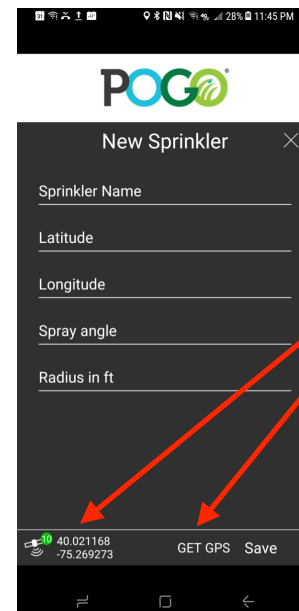 31 28% 11:45 PM
POGO
New Sprinkler
Sprinkler Name
Latitude
Longitude
Spray angle
Radius in ft
10
40.021168
-75.269273
GET GPS Save